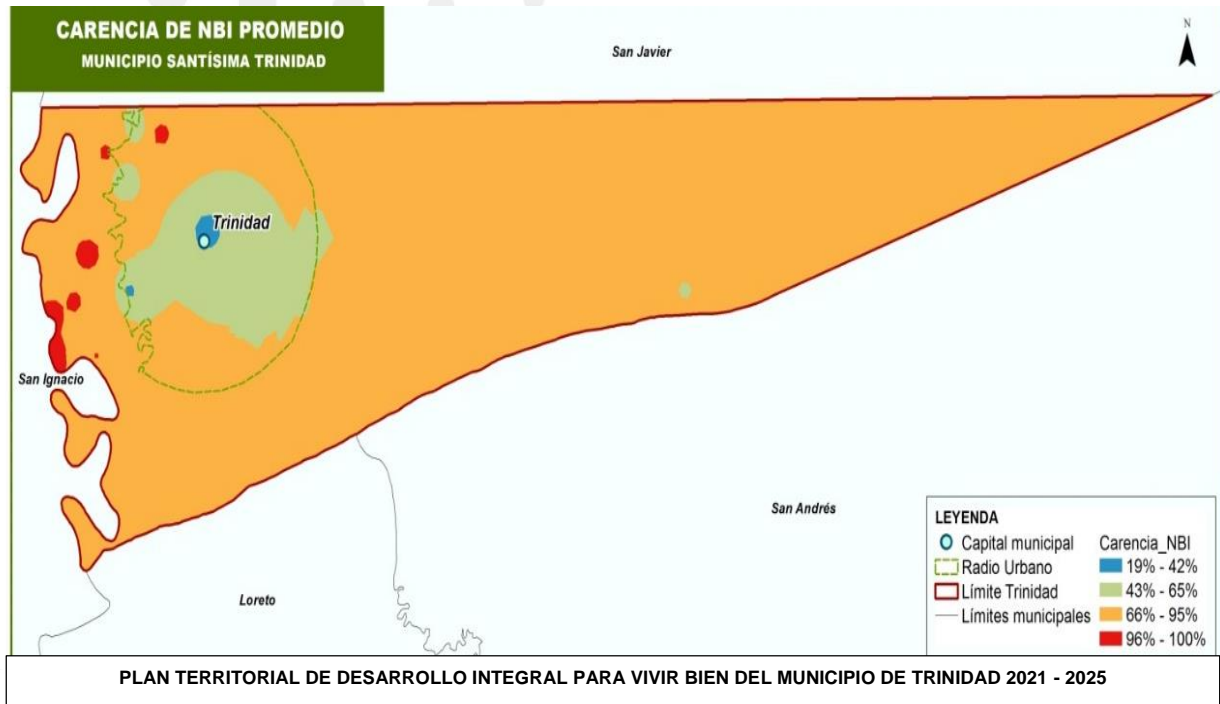 CARENCIA DE NBI PROMEDIO
MUNICIPIO SANTÍSIMA TRINIDAD
San Javier
N
Trinidad
San Ignacio
San Andrés
Loreto
LEYENDA
Capital municipal
Radio Urbano
Límite Trinidad
Límites municipales
Carencia_NBI
19% - 42%
43% - 65%
66% - 95%
96% - 100%
PLAN TERRITORIAL DE DESARROLLO INTEGRAL PARA VIVIR BIEN DEL MUNICIPIO DE TRINIDAD 2021 - 2025